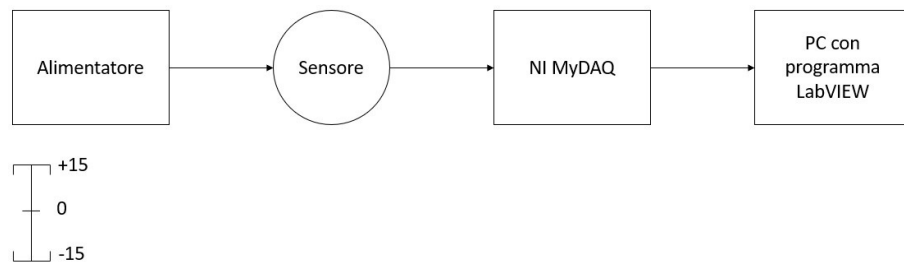 Alimentatore
Sensore
NI MyDAQ
PC con
programma
LabVIEW
+15
0
-15